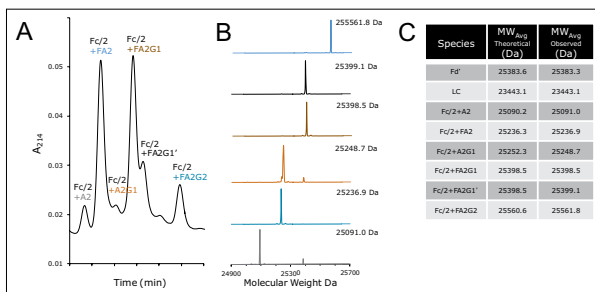 A
Fc/2
+FA2
Fc/2
+FA2G1
Fc/2
+FA2G1'
Fc/2
+FA2G2
Fc/2
+A2G1
Fc/2
+A2
0.05
0.04
0.03
0.02
0.01
A214
Time (min)
B
255561.8 Da
25399.1 Da
25398.5 Da
25248.7 Da
25236.9 Da
25091.0 Da
24900 25300 25700
Molecular Weight Da
C
Species MWAvg Theoretical (Da) MWAvg Observed (Da)
Fd' 25383.6 25383.3
LC 23443.1 23443.1
Fc/2+A2 25090.2 25091.0
Fc/2+FA2 25236.3 25236.9
Fc/2+A2G1 25252.3 25248.7
Fc/2+FA2G1 25398.5 25398.5
Fc/2+FA2G1' 25398.5 25399.1
Fc/2+FA2G2 25560.6 25561.8